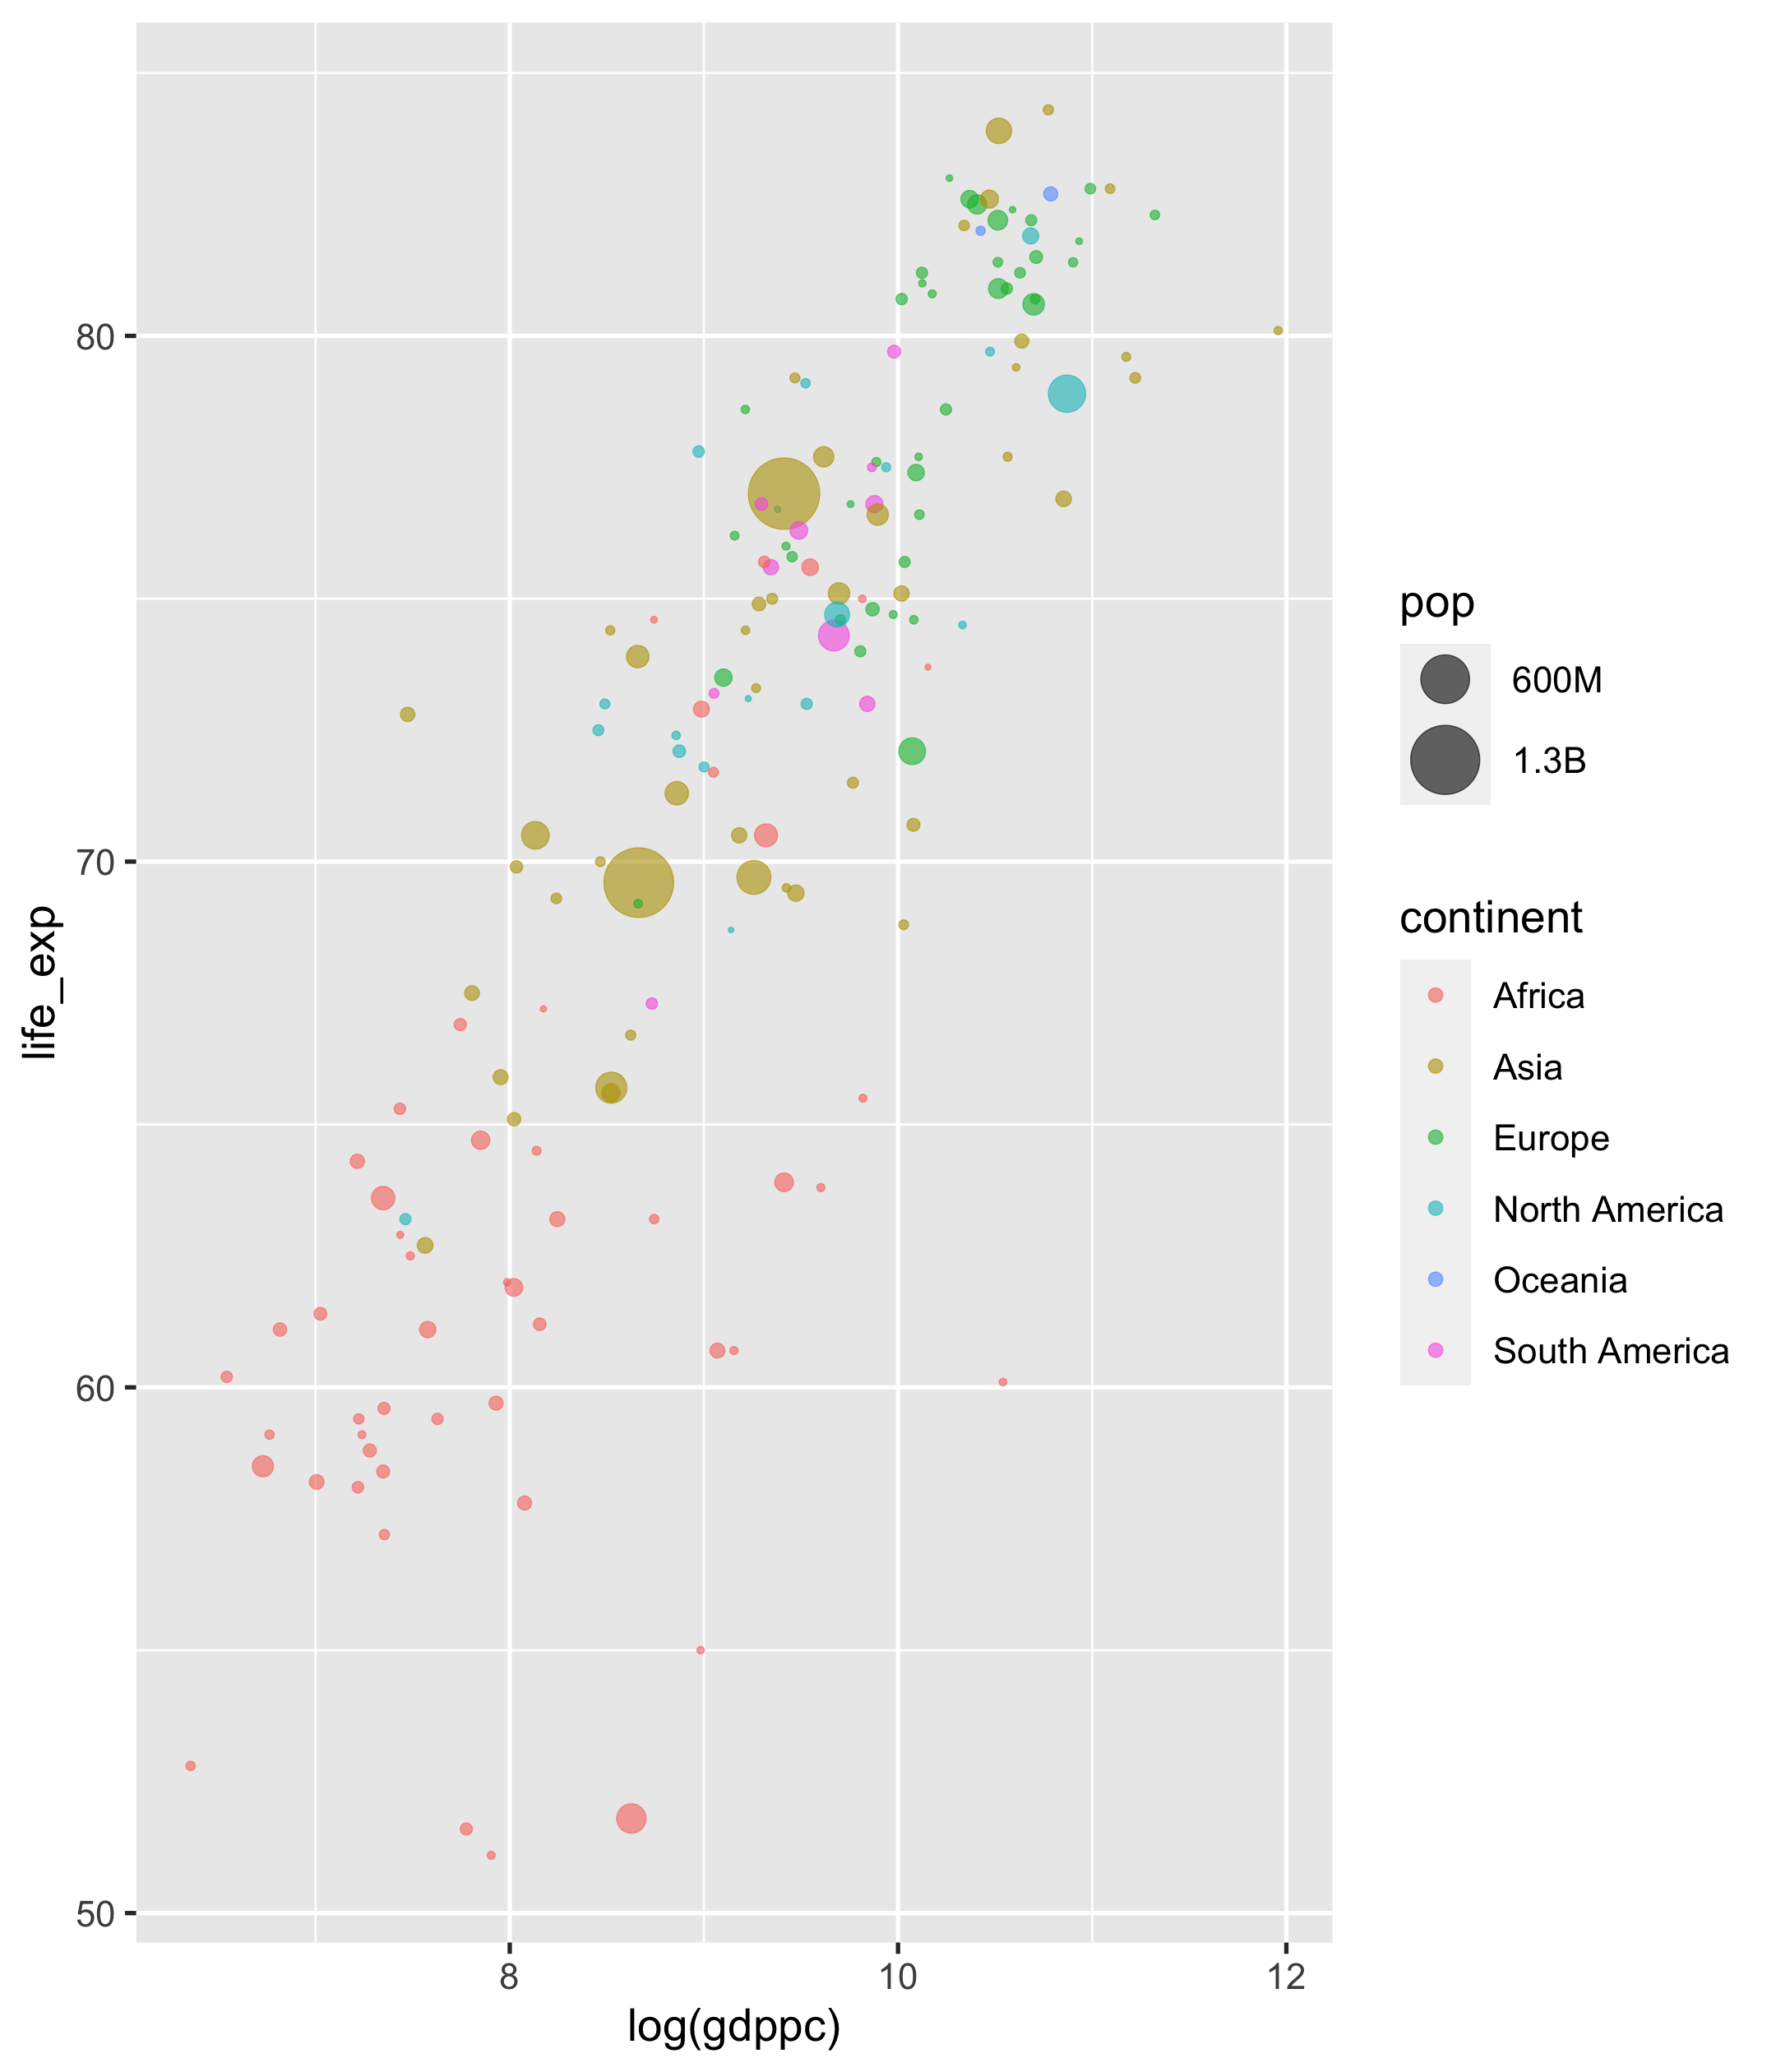 life_exp
80
70
60
50
8
10
12
log(gdppc)
pop
600M
1.3B
continent
Africa
Asia
Europe
North America
Oceania
South America